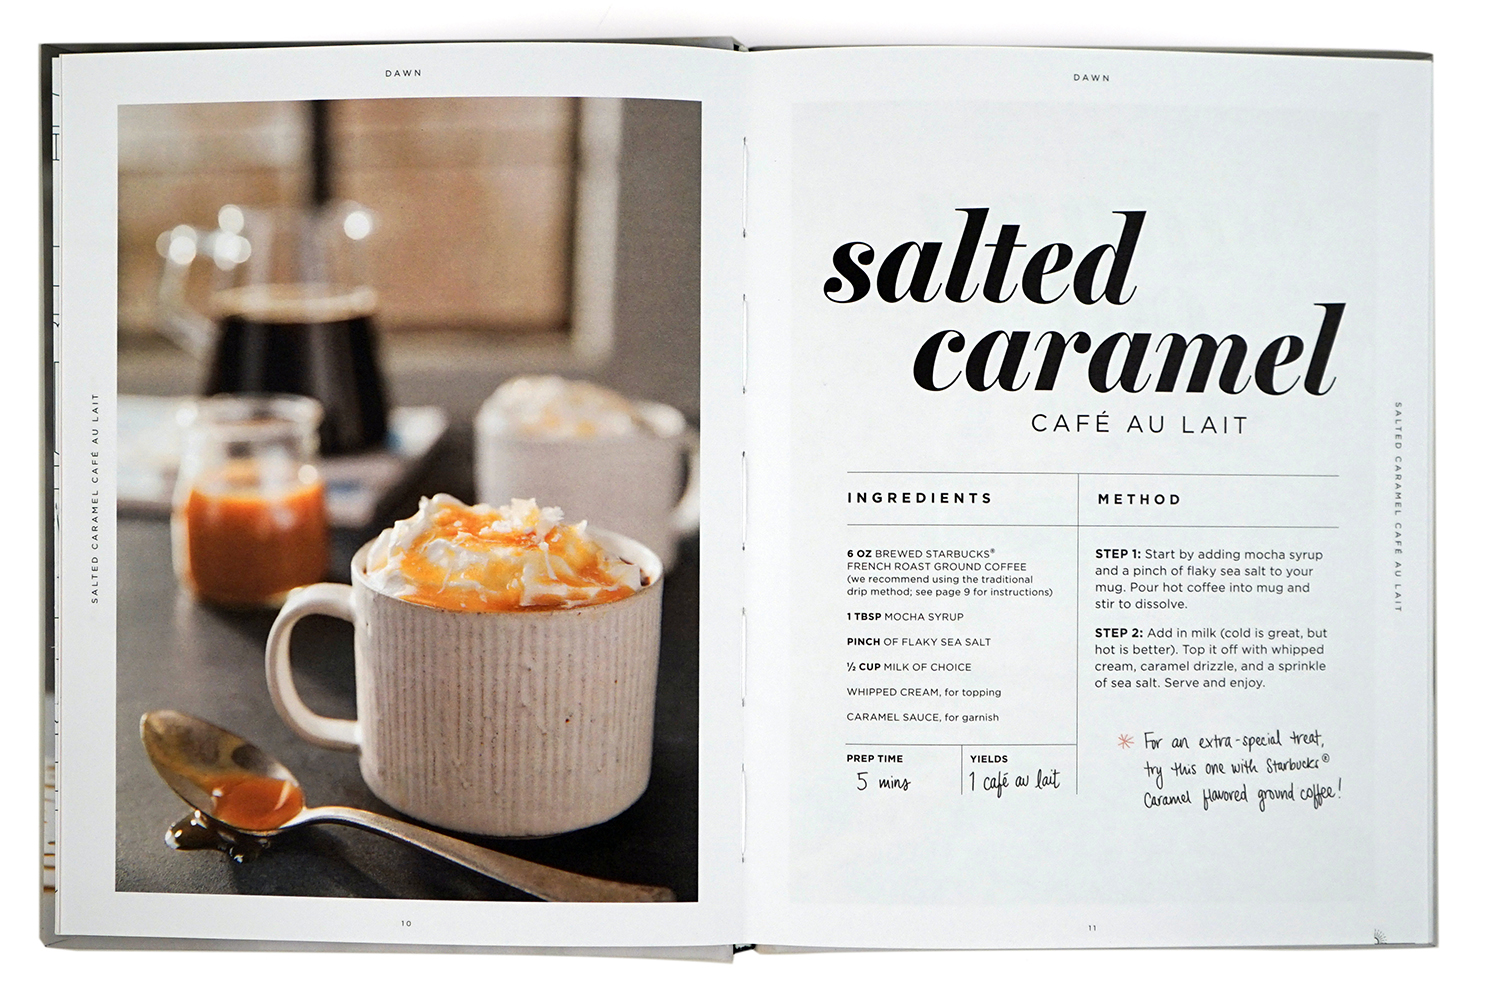 DAWN
SALTED CARAMEL CAFÉ AU LAIT
10
DAWN
salted
caramel
CAFÉ AU LAIT
INGREDIENTS
6 OZ BREWED STARBUCKS®
FRENCH ROAST GROUND COFFEE
(we recommend using the traditional
drip method; see page 9 for instructions)
1 TBSP MOCHA SYRUP
PINCH OF FLAKY SEA SALT
½ CUP MILK OF CHOICE
WHIPPED CREAM, for topping
CARAMEL SAUCE, for garnish
PREP TIME
5 mins
YIELDS
1 café au lait
METHOD
STEP 1: Start by adding mocha syrup
and a pinch of flaky sea salt to your
mug. Pour hot coffee into mug and
stir to dissolve.
STEP 2: Add in milk (cold is great, but
hot is better). Top it off with whipped
cream, caramel drizzle, and a sprinkle
of sea salt. Serve and enjoy.
* For an extra-special treat,
try this one with Starbucks®
Caramel flavored ground coffee!
SALTED CARAMEL CAFÉ AU LAIT
11